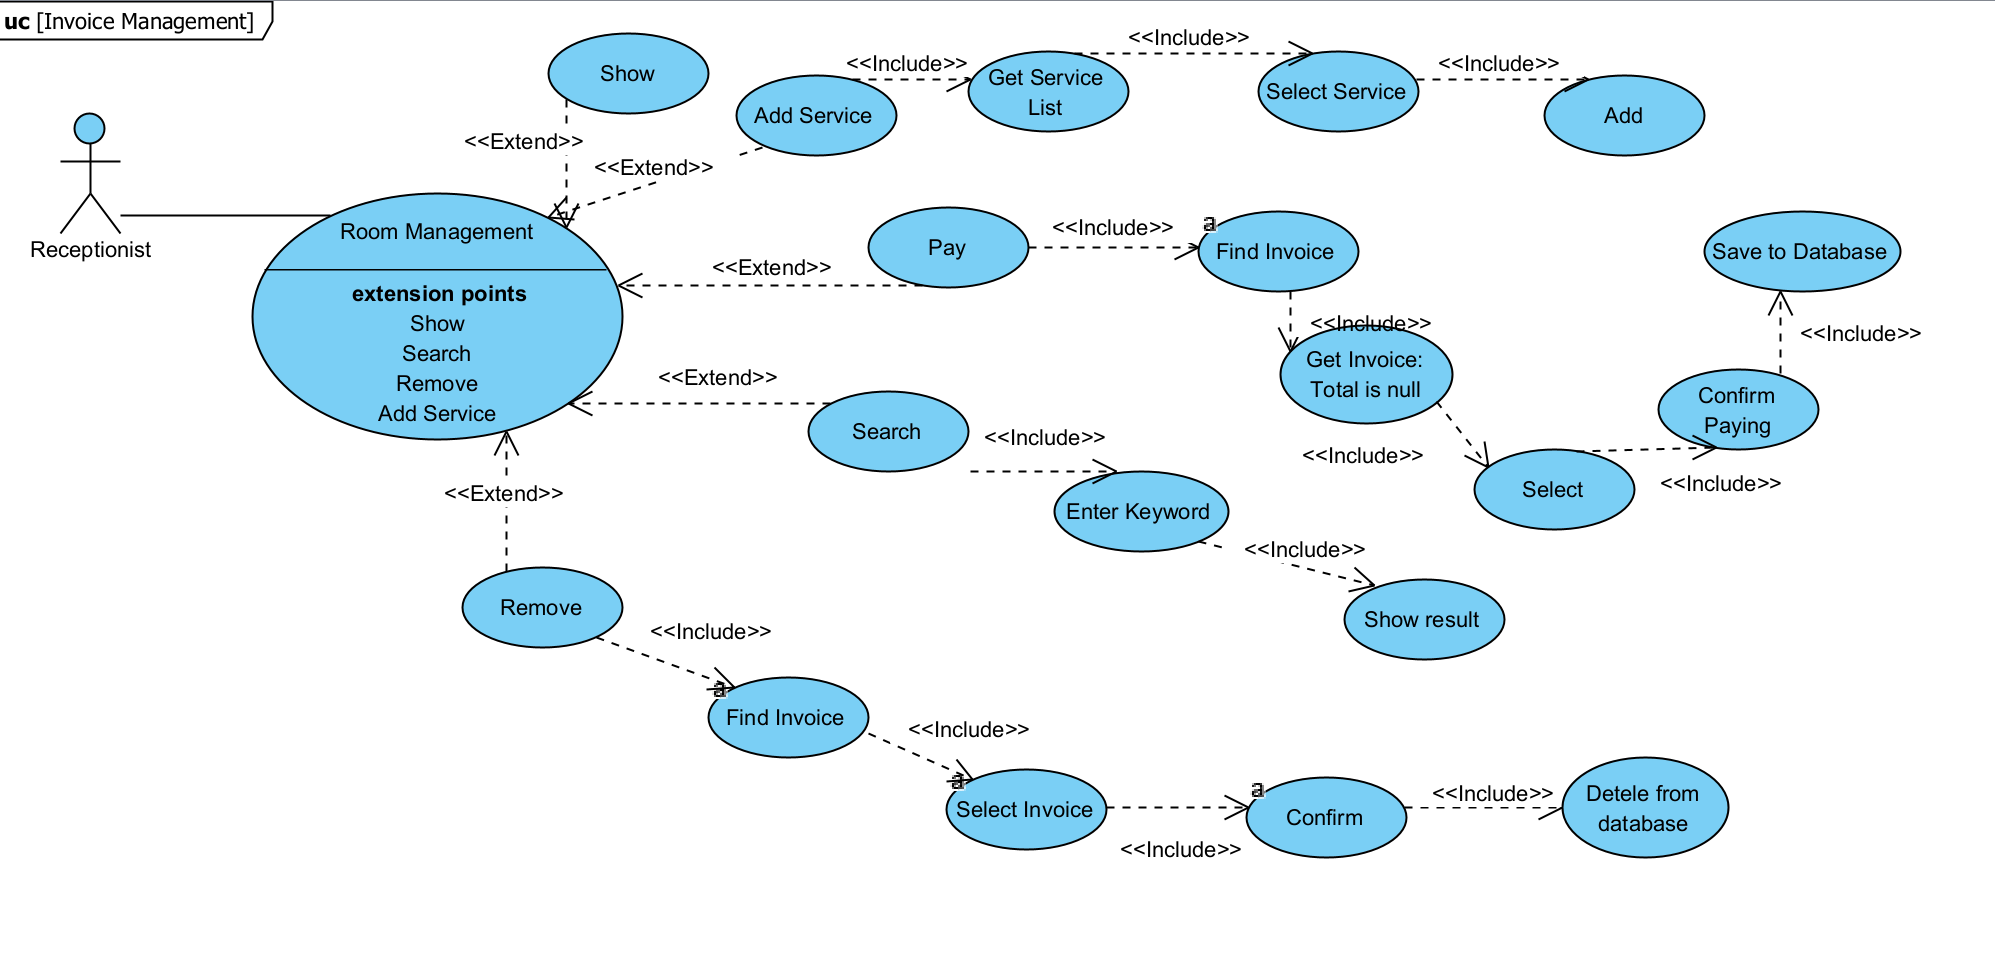 uc [Invoice Management]
Show
<<Include>>
<<Include>>
<<Include>>
Get Service
List
Select Service
Add Service
Add
<<Extend>>
<<Extend>>
Receptionist
Room Management
extension points
Show
Search
Remove
Add Service
Pay
<<Include>>
a
Find Invoice
Save to Database
<<Extend>>
<<Include>>
<<Include>>
Get Invoice:
Total is null
<<Extend>>
Confirm
Paying
Search
<<Include>>
<<Include>>
Select
<<Include>>
<<Extend>>
Enter Keyword
<<Include>>
Show result
Remove
<<Include>>
a
Find Invoice
<<Include>>
a
Select Invoice
<<Include>>
a
Confirm
<<Include>>
Detele from
database